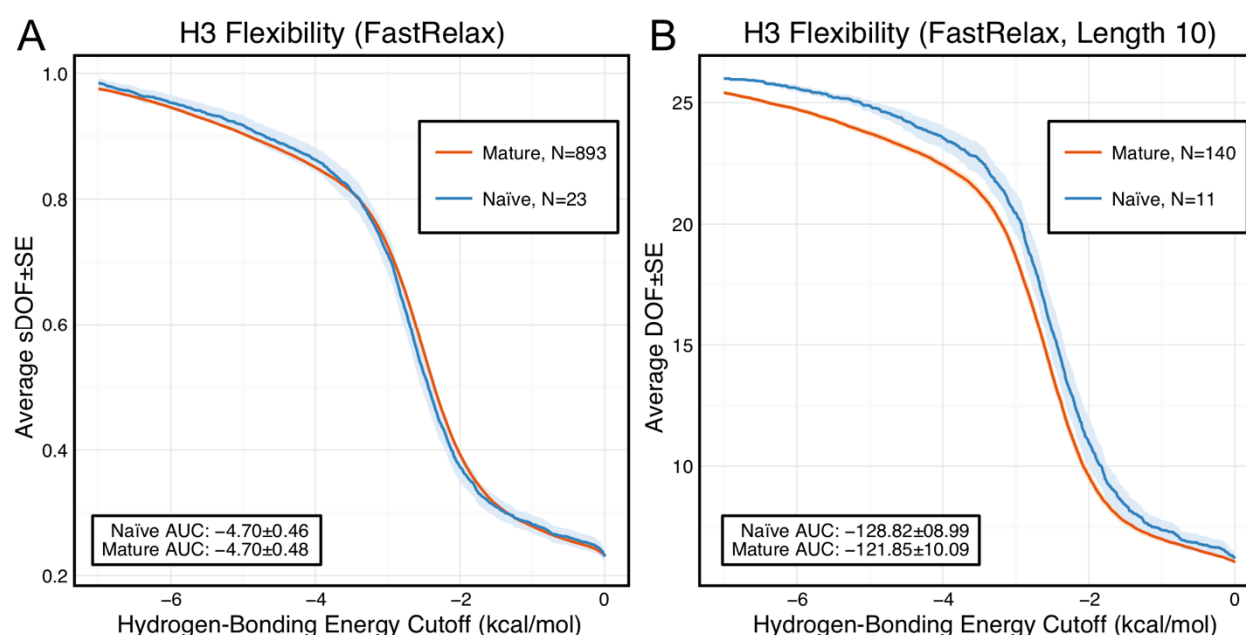 A
H3 Flexibility (FastRelax)
Average sDOF±SE
1.0
0.8
0.6
0.4
0.2
Mature, N=893
Naïve, N=23
Naïve AUC: −4.70±0.46
Mature AUC: −4.70±0.48
−6 −4 −2 0
Hydrogen-Bonding Energy Cutoff (kcal/mol)
B
H3 Flexibility (FastRelax, Length 10)
Average DOF±SE
25
20
15
10
Mature, N=140
Naïve, N=11
Naïve AUC: −128.82±08.99
Mature AUC: −121.85±10.09
−6 −4 −2 0
Hydrogen-Bonding Energy Cutoff (kcal/mol)